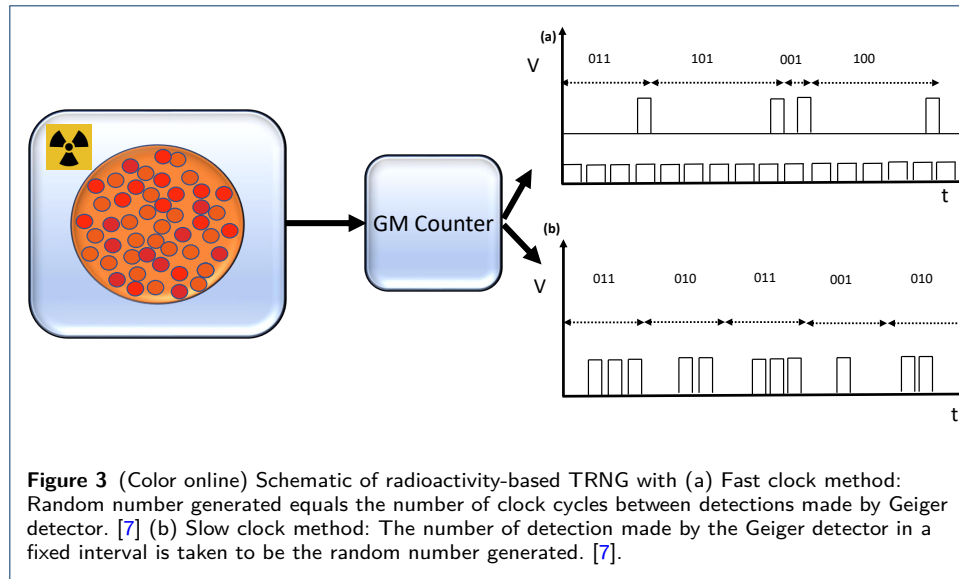 (a)
V
011 101 001 100
t
GM Counter
(b)
V
011 010 011 001 010
t
Figure 3 (Color online) Schematic of radioactivity-based TRNG with (a) Fast clock method:
Random number generated equals the number of clock cycles between detections made by Geiger
detector. [7] (b) Slow clock method: The number of detection made by the Geiger detector in a
fixed interval is taken to be the random number generated. [7].